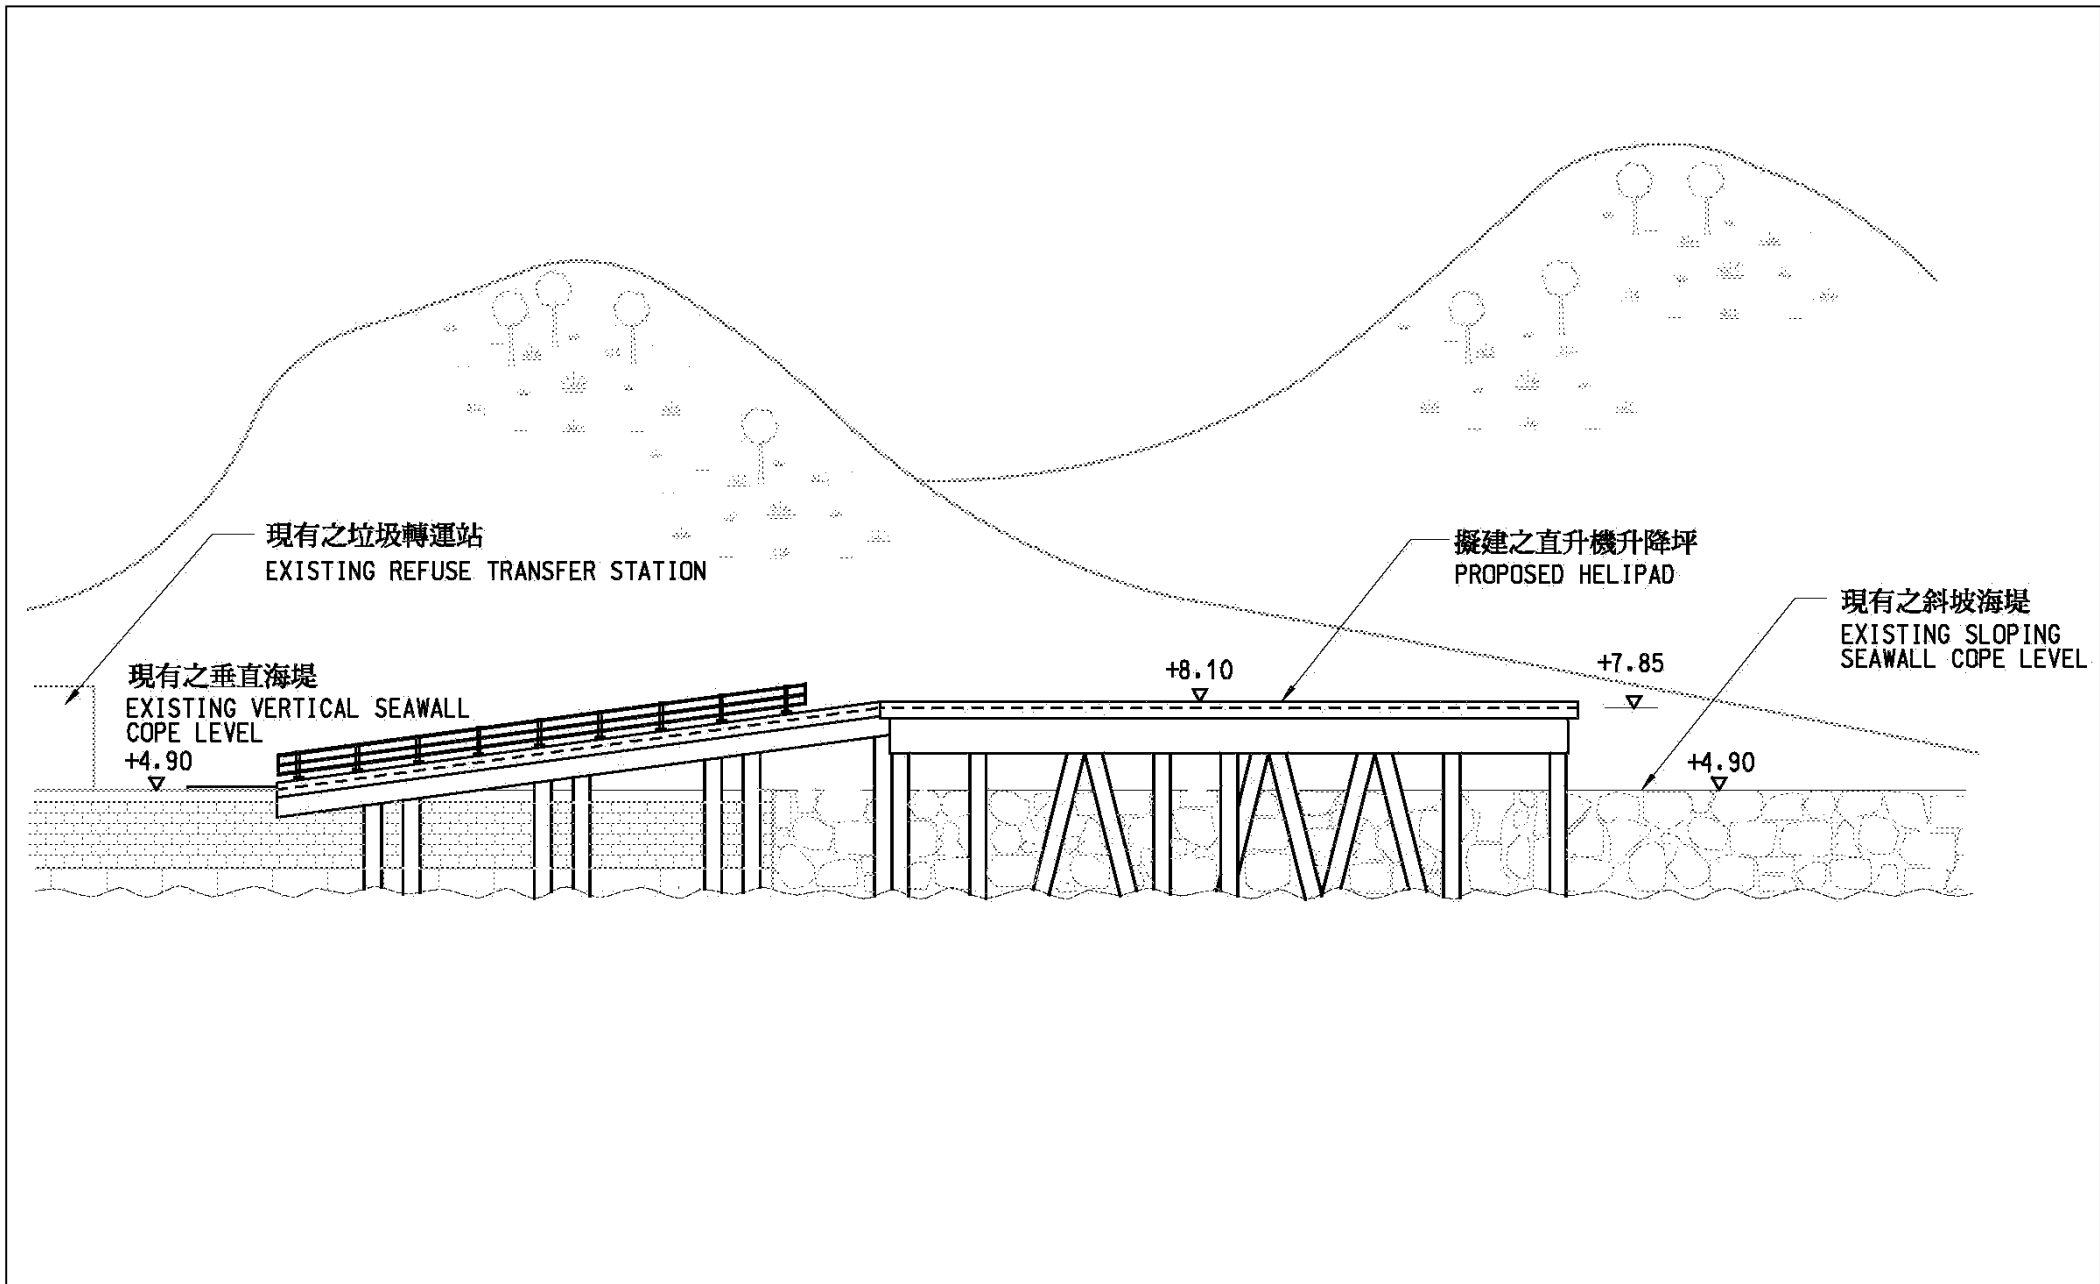 現有之垃圾轉運站
EXISTING REFUSE TRANSFER STATION
擬建之直升機升降坪
PROPOSED HELIPAD
現有之斜坡海堤
EXISTING SLOPING
SEAWALL COPE LEVEL
現有之垂直海堤
EXISTING VERTICAL SEAWALL
COPE LEVEL
+4.90
+8.10
+7.85
+4.90